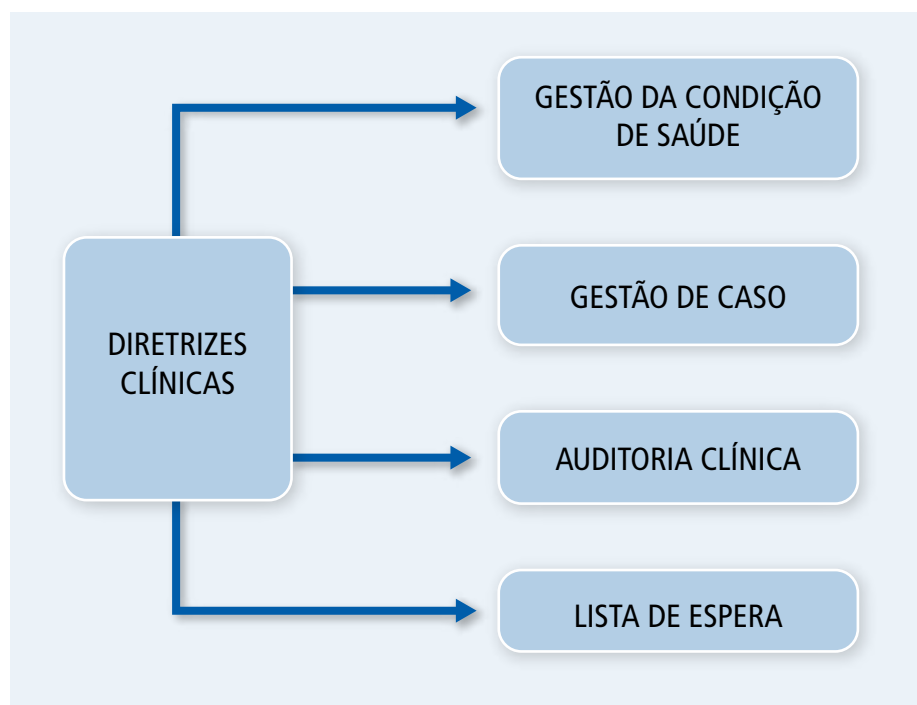 GESTÃO DA CONDIÇÃO
DE SAÚDE
GESTÃO DE CASO
DIRETRIZES
CLÍNICAS
AUDITORIA CLÍNICA
LISTA DE ESPERA